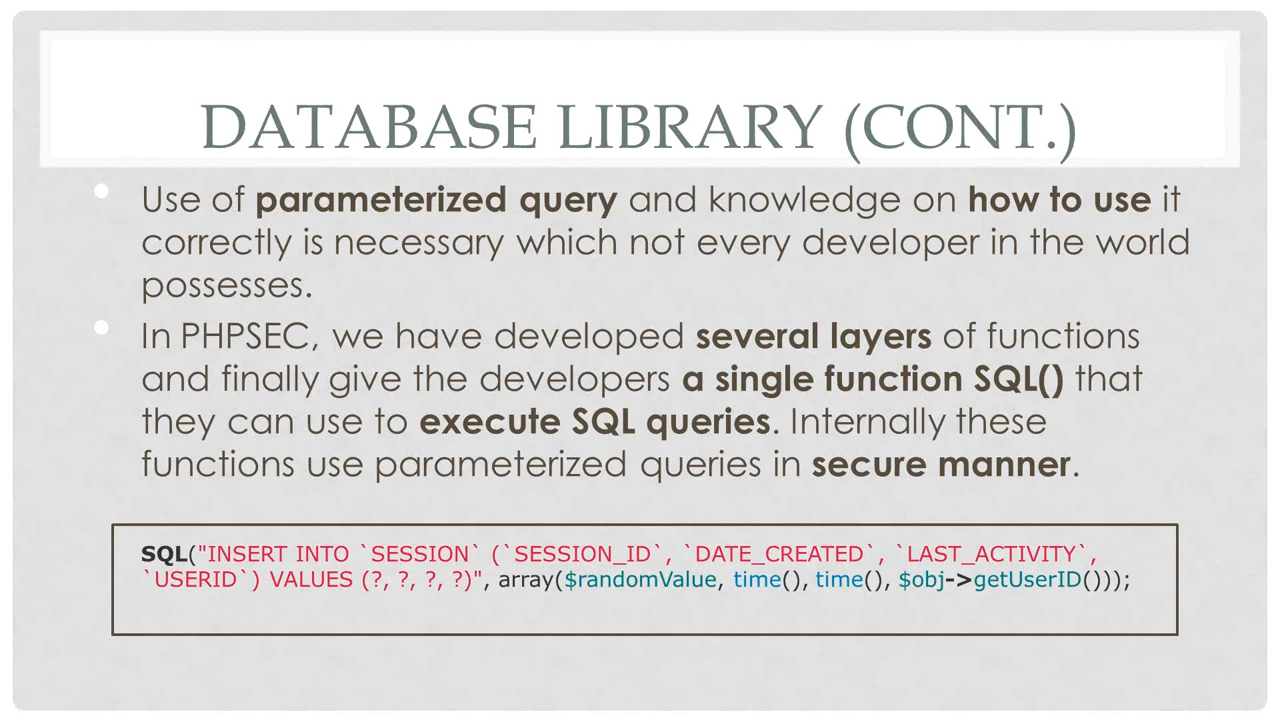 DATABASE LIBRARY (CONT.)
• Use of parameterized query and knowledge on how to use it
correctly is necessary which not every developer in the world
possesses.
• In PHPSEC, we have developed several layers of functions
and finally give the developers a single function SQL() that
they can use to execute SQL queries. Internally these
functions use parameterized queries in secure manner.
SQL("INSERT INTO `SESSION` (`SESSION_ID`, `DATE_CREATED`, `LAST_ACTIVITY`,
`USERID`) VALUES (?, ?, ?, ?)", array($randomValue, time(), time(), $obj->getUserID()));